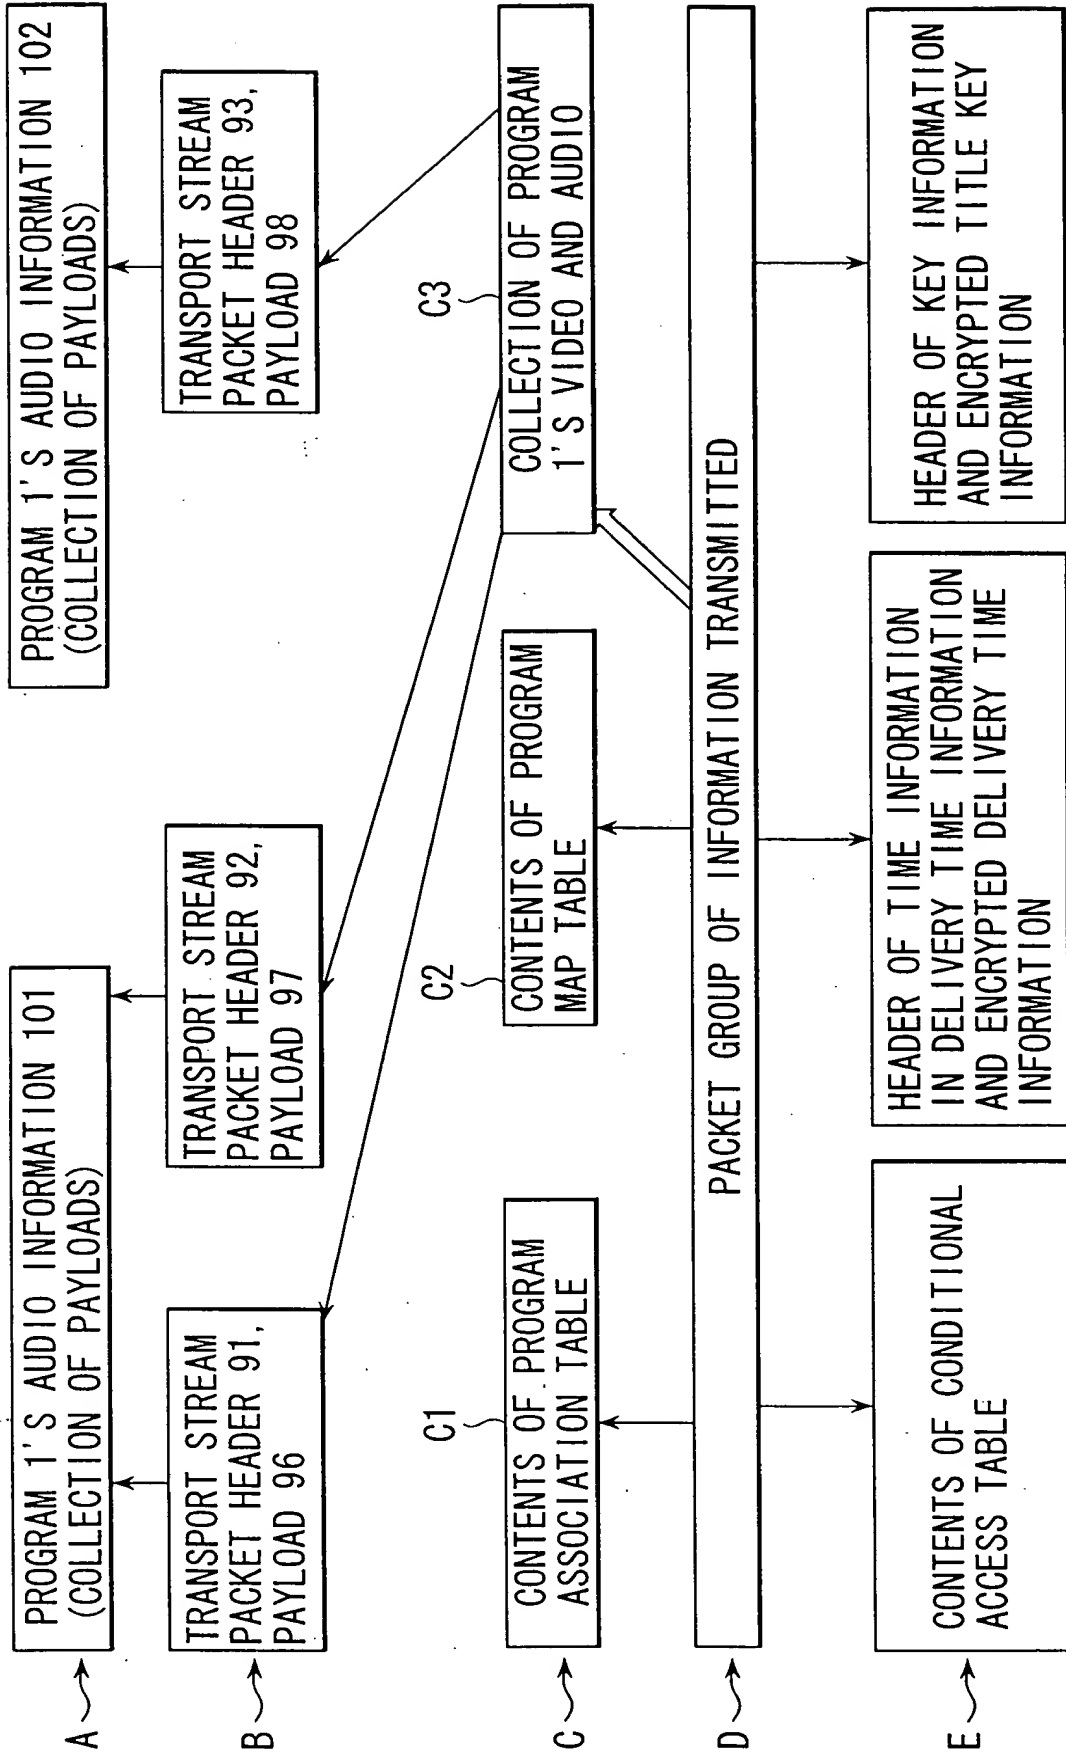 A
PROGRAM 1'S AUDIO INFORMATION 101
(COLLECTION OF PAYLOADS)
PROGRAM 1'S AUDIO INFORMATION 102
(COLLECTION OF PAYLOADS)
B
TRANSPORT STREAM
PACKET HEADER 91,
PAYLOAD 96
TRANSPORT STREAM
PACKET HEADER 92,
PAYLOAD 97
TRANSPORT STREAM
PACKET HEADER 93,
PAYLOAD 98
C
C1
CONTENTS OF PROGRAM
ASSOCIATION TABLE
C2
CONTENTS OF PROGRAM
MAP TABLE
C3
COLLECTION OF PROGRAM
1'S VIDEO AND AUDIO
D
PACKET GROUP OF INFORMATION TRANSMITTED
E
CONTENTS OF CONDITIONAL
ACCESS TABLE
HEADER OF TIME INFORMATION
IN DELIVERY TIME INFORMATION
AND ENCRYPTED DELIVERY TIME
INFORMATION
HEADER OF KEY INFORMATION
AND ENCRYPTED TITLE KEY
INFORMATION